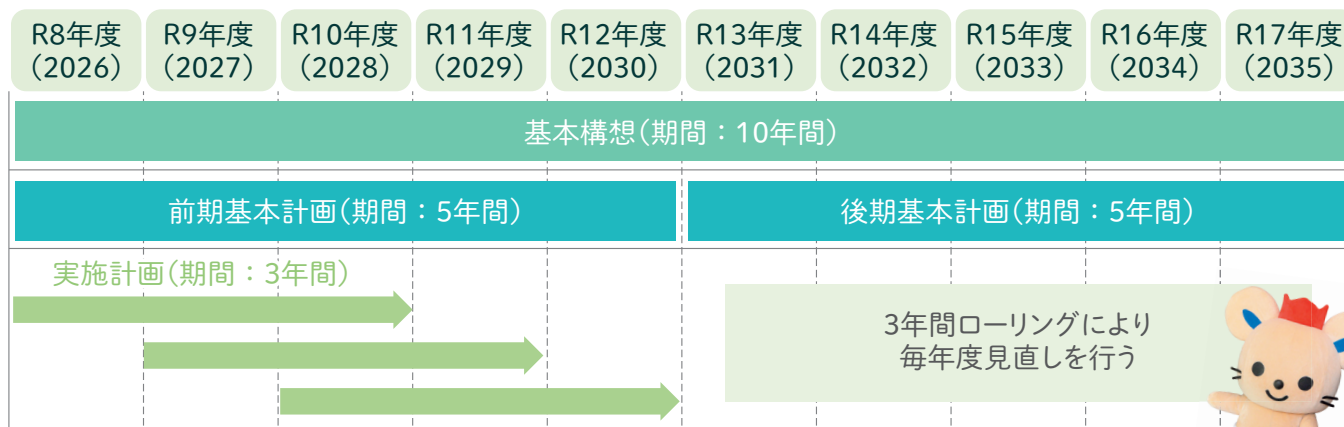 R8年度 R9年度 R10年度 R11年度 R12年度 R13年度 R14年度 R15年度 R16年度 R17年度
(2026) (2027) (2028) (2029) (2030) (2031) (2032) (2033) (2034) (2035)
基本構想(期間：10年間)
前期基本計画(期間：5年間) 後期基本計画(期間：5年間)
実施計画(期間：3年間)
3年間ローリングにより
毎年度見直しを行う